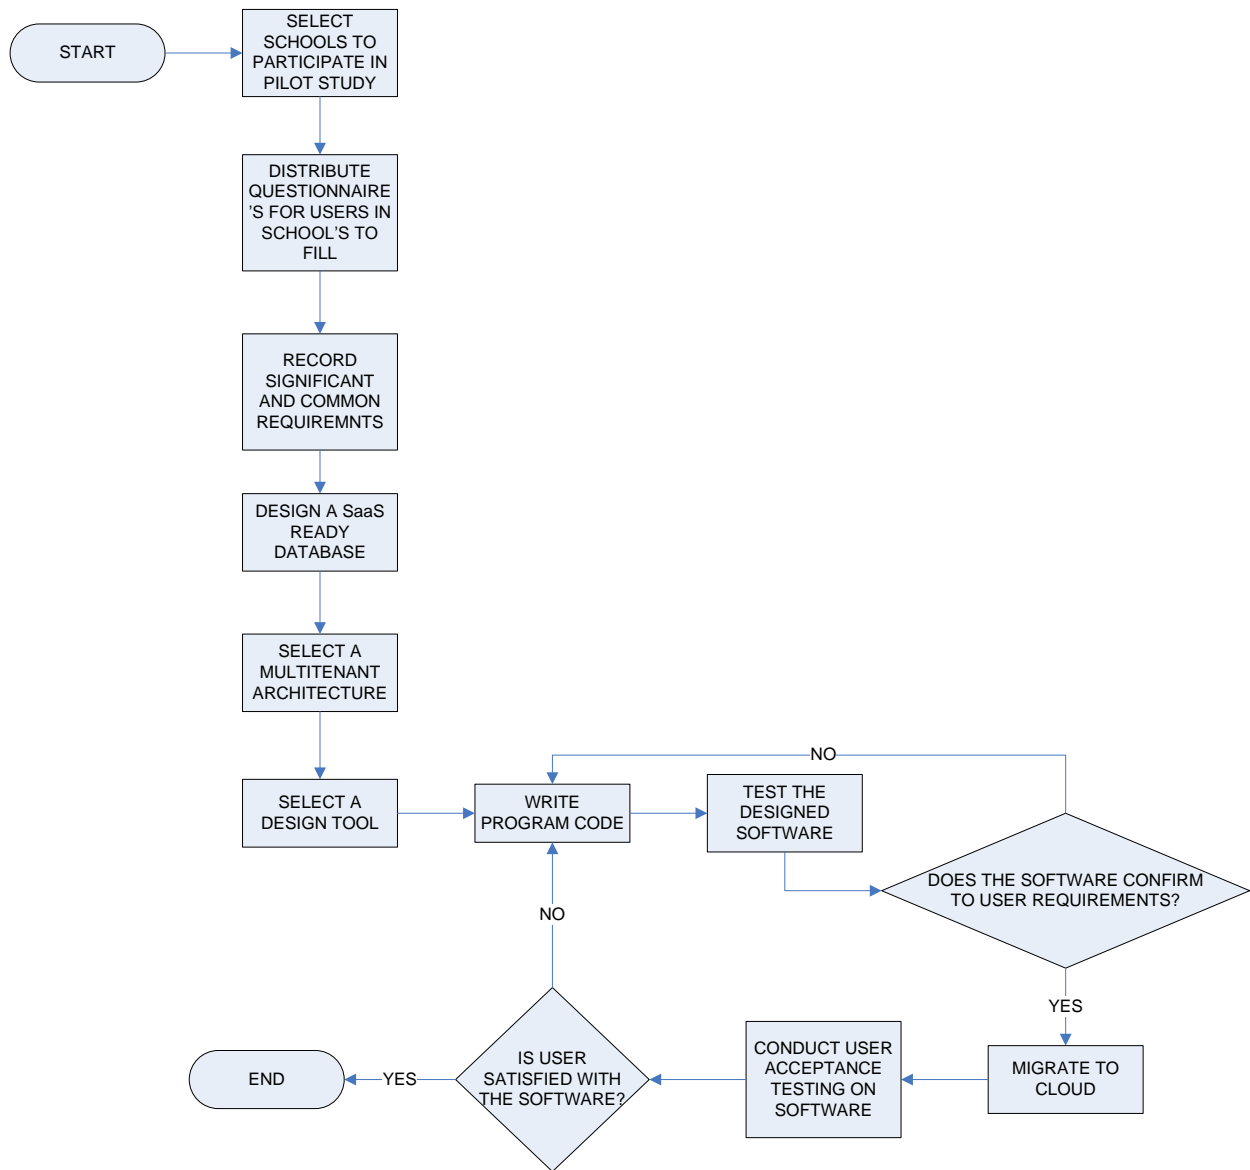 START
SELECT
SCHOOLS TO
PARTICIPATE IN
PILOT STUDY
DISTRIBUTE
QUESTIONNAIRE
’S FOR USERS IN
SCHOOL’S TO
FILL
RECORD
SIGNIFICANT
AND COMMON
REQUIREMNTS
DESIGN A SaaS
READY
DATABASE
SELECT A
MULTITENANT
ARCHITECTURE
SELECT A
DESIGN TOOL
WRITE
PROGRAM CODE
TEST THE
DESIGNED
SOFTWARE
NO
DOES THE SOFTWARE CONFIRM
TO USER REQUIREMENTS?
YES
MIGRATE TO
CLOUD
CONDUCT USER
ACCEPTANCE
TESTING ON
SOFTWARE
IS USER
SATISFIED WITH
THE SOFTWARE?
NO
YES
END